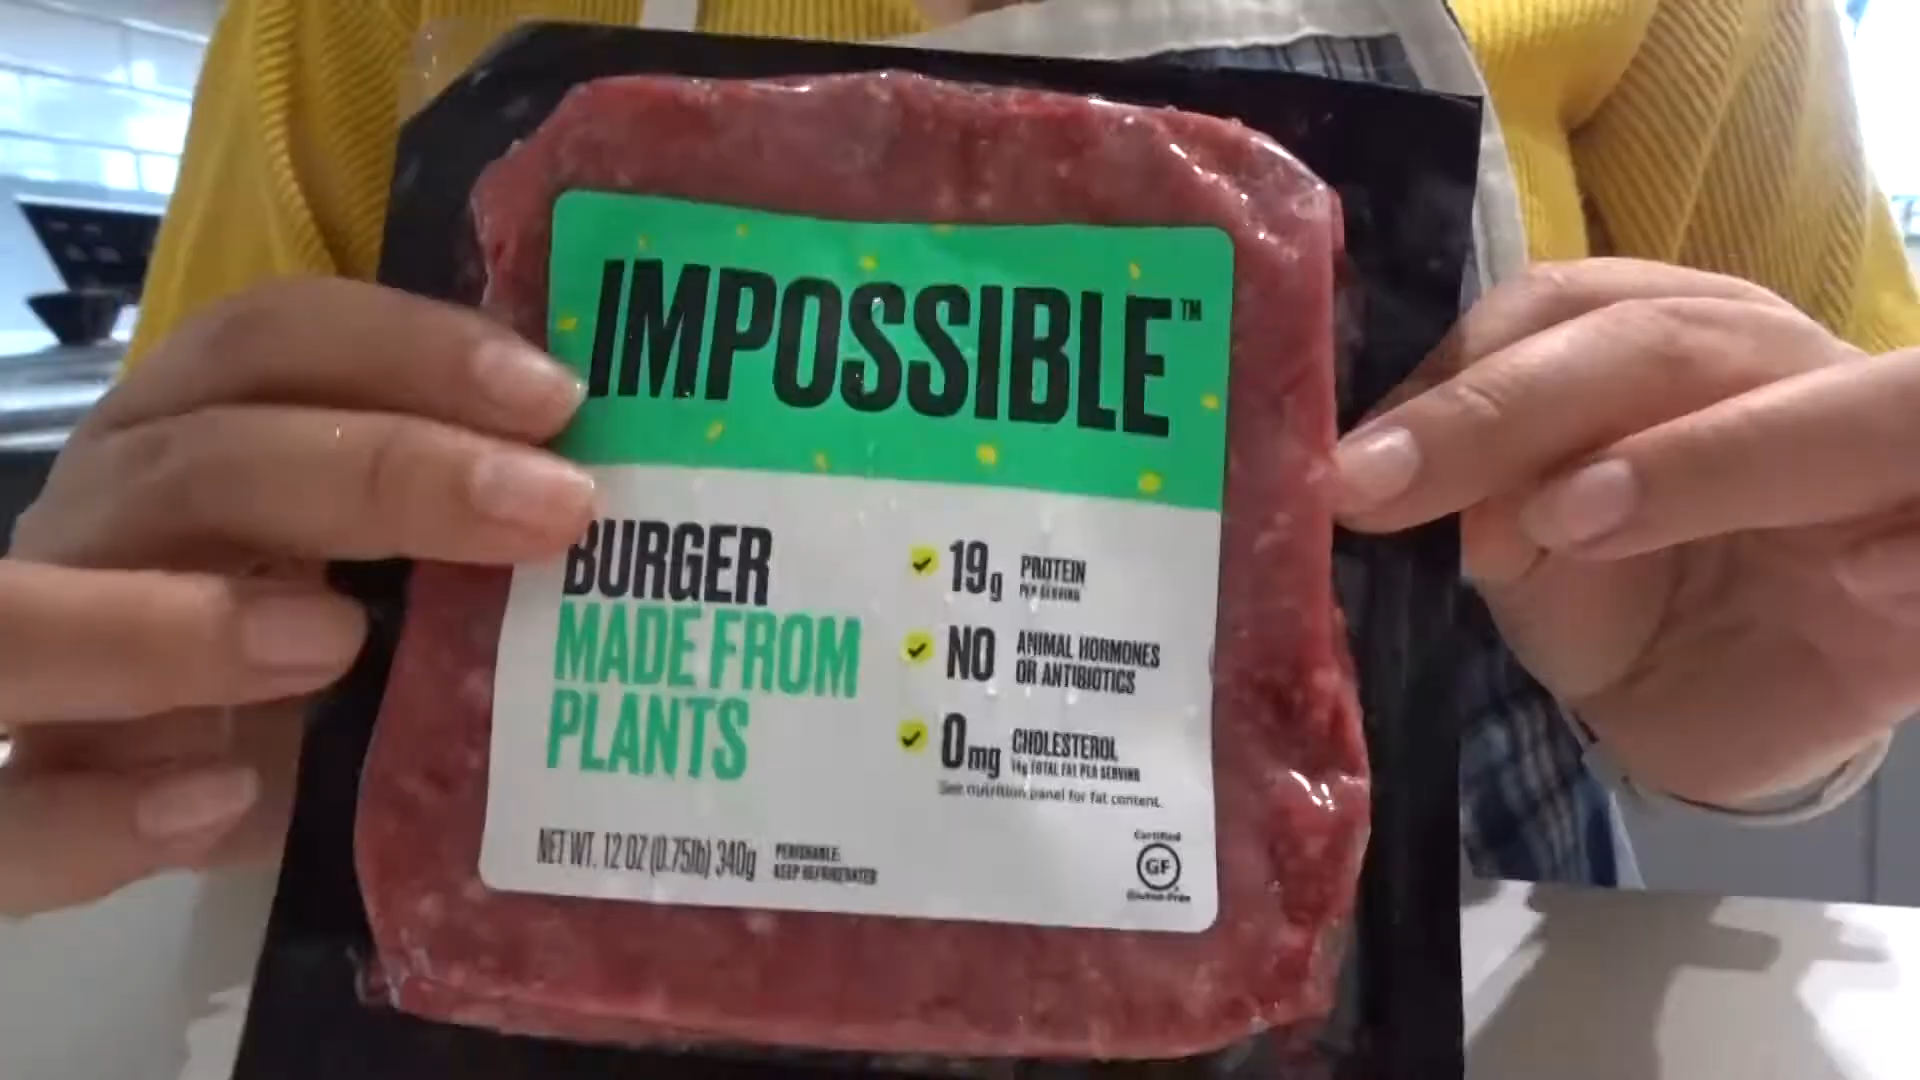 IMPOSSIBLE™
BURGER
MADE FROM
PLANTS
19g PROTEIN
PER SERVING
NO ANIMAL HORMONES
OR ANTIBIOTICS
0mg CHOLESTEROL
14g TOTAL FAT PER SERVING
See nutrition panel for fat content.
NET WT. 12 OZ (0.75lb) 340g
PERISHABLE:
KEEP REFRIGERATED
Certified
GF
Gluten-Free